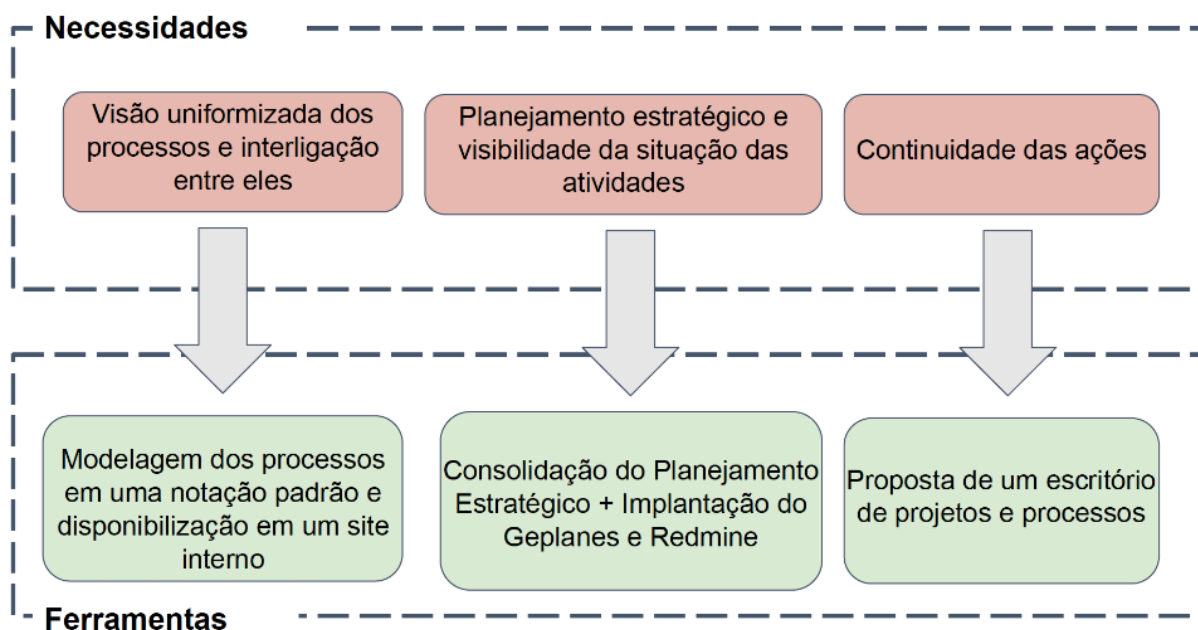 Necessidades
Visão uniformizada dos
processos e interligação
entre eles
Planejamento estratégico e
visibilidade da situação das
atividades
Continuidade das ações
Modelagem dos processos
em uma notação padrão e
disponibilização em um site
interno
Consolidação do Planejamento
Estratégico + Implantação do
Geplanes e Redmine
Proposta de um escritório
de projetos e processos
Ferramentas